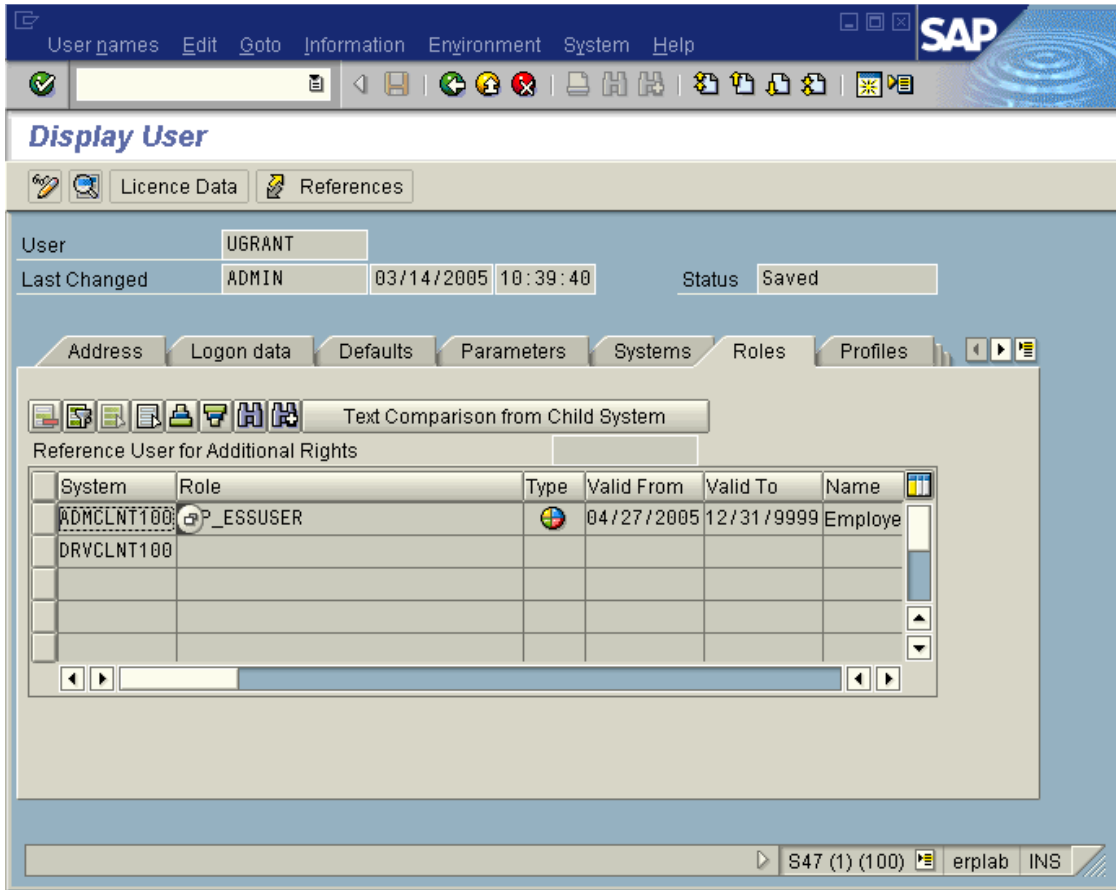 User names Edit Goto Information Environment System Help
SAP
Display User
Licence Data References
User UGRANT
Last Changed ADMIN 03/14/2005 10:39:40 Status Saved
Address Logon data Defaults Parameters Systems Roles Profiles
Text Comparison from Child System
Reference User for Additional Rights
System Role Type Valid From Valid To Name
ADMCLNT100 P_ESSUSER 04/27/2005 12/31/9999 Employe
DRVCLNT100
S47 (1) (100) erplab INS